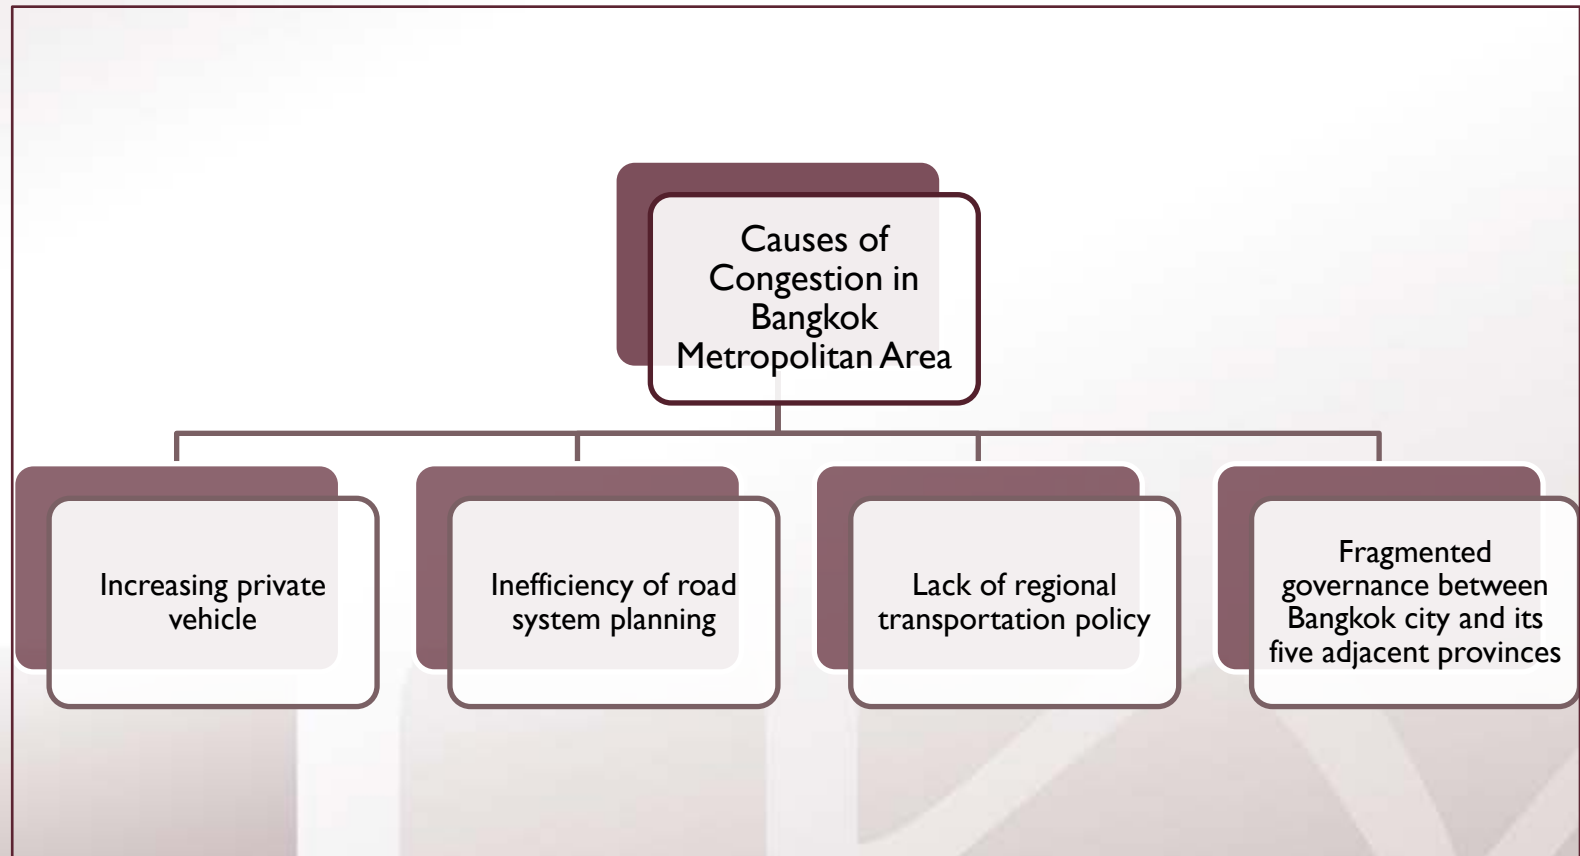 Causes of
Congestion in
Bangkok
Metropolitan Area
Increasing private
vehicle
Inefficiency of road
system planning
Lack of regional
transportation policy
Fragmented
governance between
Bangkok city and its
five adjacent provinces